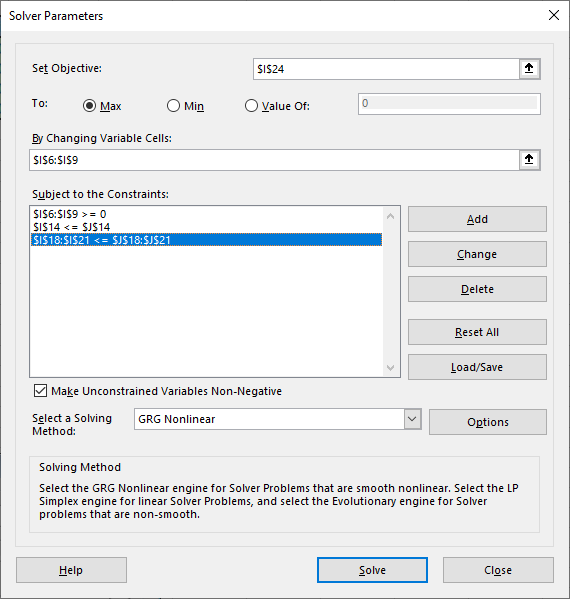 Solver Parameters
Set Objective:
$I$24
To:
Max
Min
Value Of:
0
By Changing Variable Cells:
$I$6:$I$9
Subject to the Constraints:
$I$6:$I$9 >= 0
$I$14 <= $J$14
$I$18:$I$21 <= $J$18:$J$21
Add
Change
Delete
Reset All
Load/Save
Make Unconstrained Variables Non-Negative
Select a Solving
Method:
GRG Nonlinear
Options
Solving Method
Select the GRG Nonlinear engine for Solver Problems that are smooth nonlinear. Select the LP
Simplex engine for linear Solver Problems, and select the Evolutionary engine for Solver
problems that are non-smooth.
Help
Solve
Close